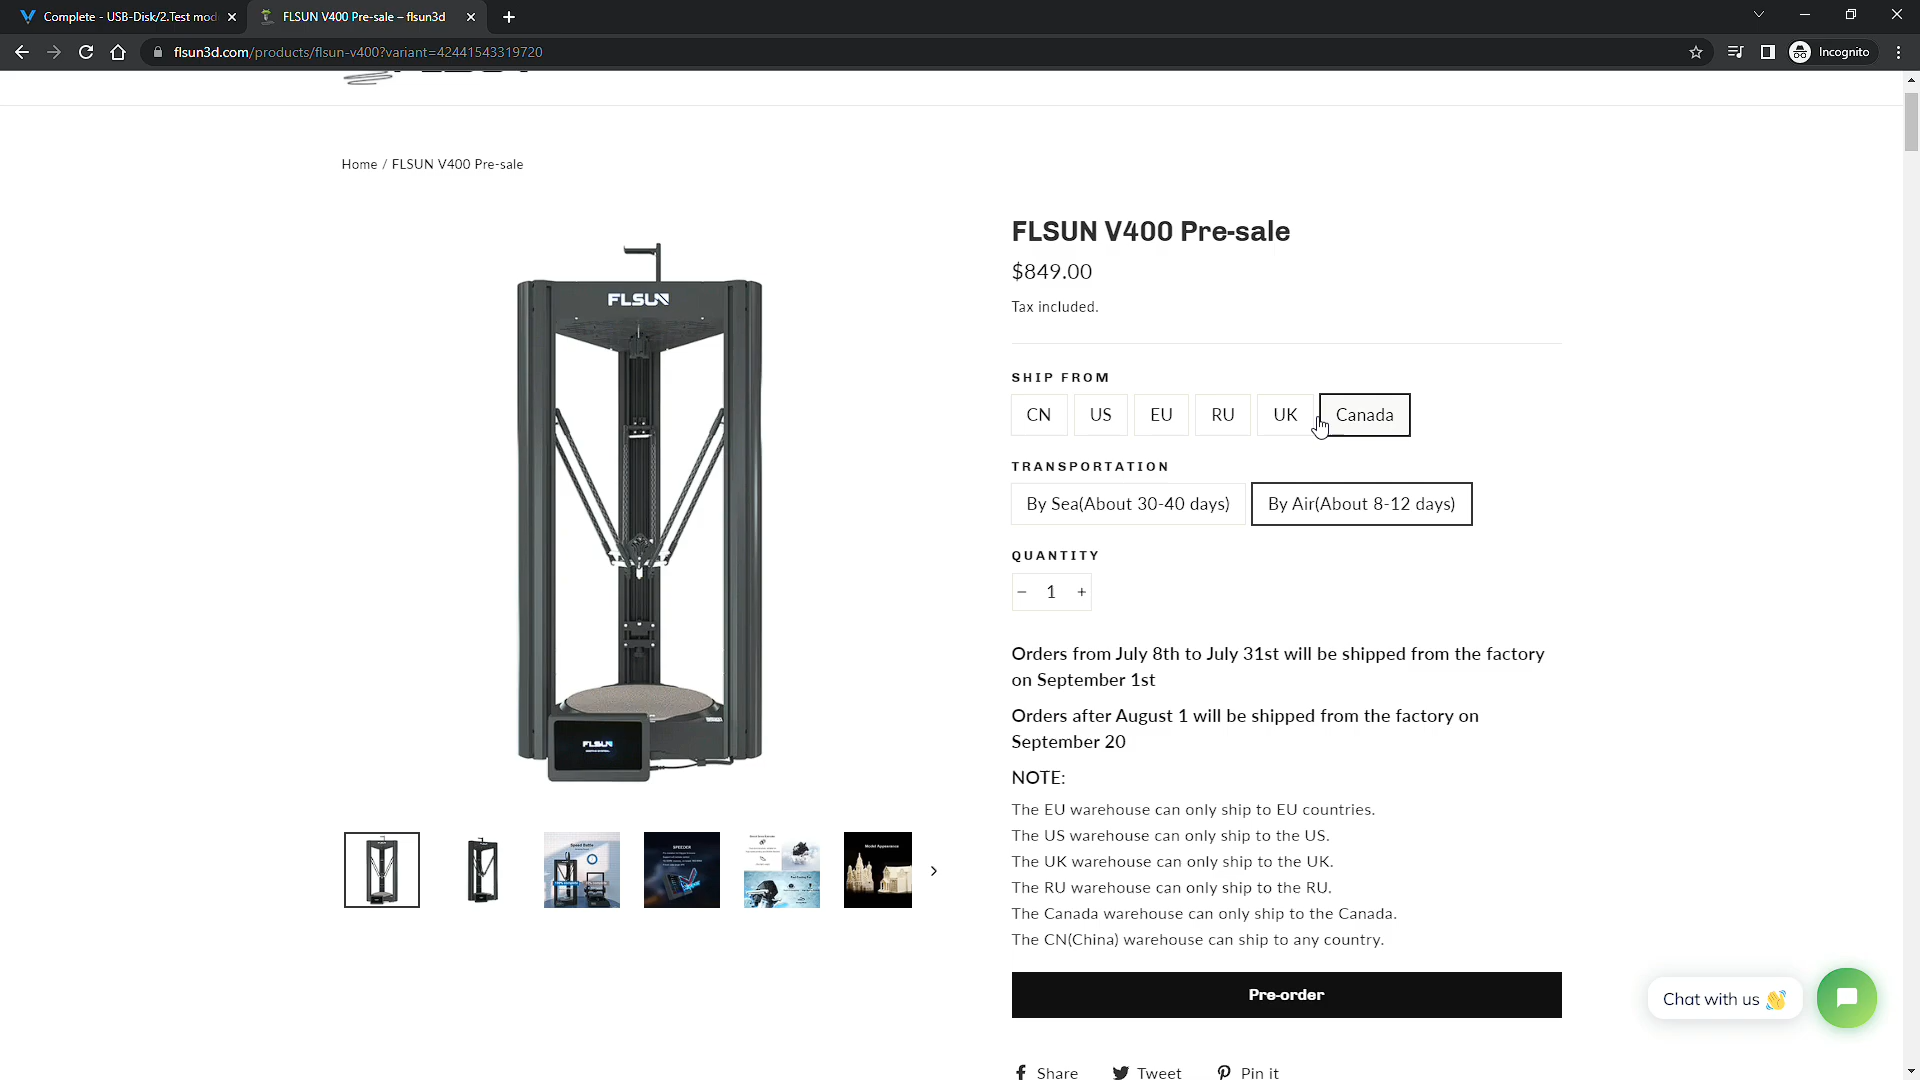 Complete - USB-Disk/2.Test mod
FLSUN V400 Pre-sale – flsun3d
flsun3d.com/products/flsun-v400?variant=42441543319720
Incognito
Home / FLSUN V400 Pre-sale
FLSUN
FLSUN
FLSUN V400 Pre-sale
$849.00
Tax included.
SHIP FROM
CN US EU RU UK Canada
TRANSPORTATION
By Sea(About 30-40 days) By Air(About 8-12 days)
QUANTITY
− 1 +
Orders from July 8th to July 31st will be shipped from the factory
on September 1st
Orders after August 1 will be shipped from the factory on
September 20
NOTE:
The EU warehouse can only ship to EU countries.
The US warehouse can only ship to the US.
The UK warehouse can only ship to the UK.
The RU warehouse can only ship to the RU.
The Canada warehouse can only ship to the Canada.
The CN(China) warehouse can ship to any country.
Speed Battle
SPEEDER
Model Appearance
Pre-order
Chat with us 👋
Share Tweet Pin it